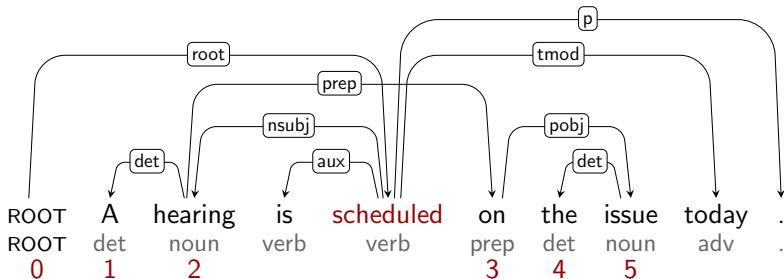 p
root tmod
prep
nsubj pobj
det aux det
ROOT A hearing is scheduled on the issue today .
ROOT det noun verb verb prep det noun adv .
0 1 2 3 4 5